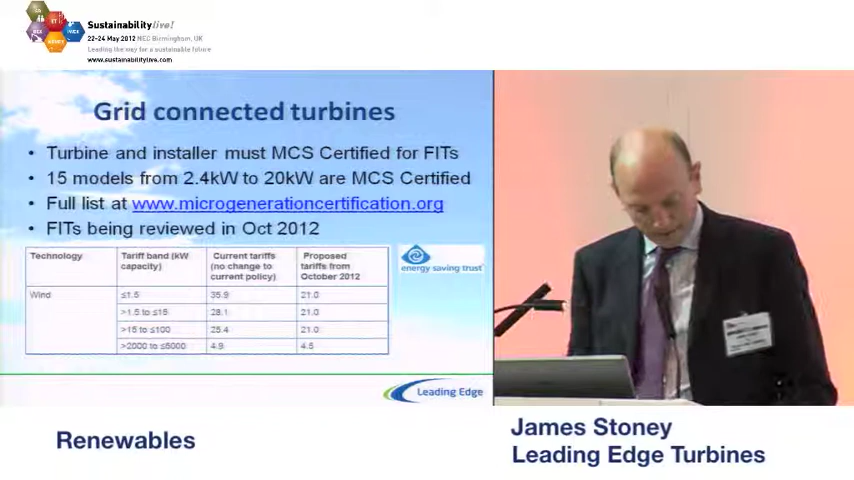 Sustainabilitylive!
22-24 May 2012 NEC Birmingham, UK
Leading the way for a sustainable future
www.sustainabilitylive.com
Grid connected turbines
• Turbine and installer must MCS Certified for FITs
• 15 models from 2.4kW to 20kW are MCS Certified
• Full list at www.microgenerationcertification.org
• FITs being reviewed in Oct 2012
Technology Tariff band (kW capacity) Current tariffs (no change to current policy) Proposed tariffs from October 2012
Wind ≤1.5 35.9 21.0
>1.5 to ≤15 28.1 21.0
>15 to ≤100 25.4 21.0
>2000 to ≤5000 4.9 4.5
energy saving trust
Leading Edge
Renewables
James Stoney
Leading Edge Turbines